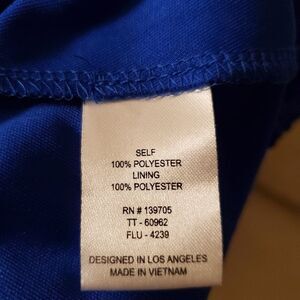 SELF
100% POLYESTER
LINING
100% POLYESTER
RN # 139705
TT - 60962
FLU - 4239
DESIGNED IN LOS ANGELES
MADE IN VIETNAM